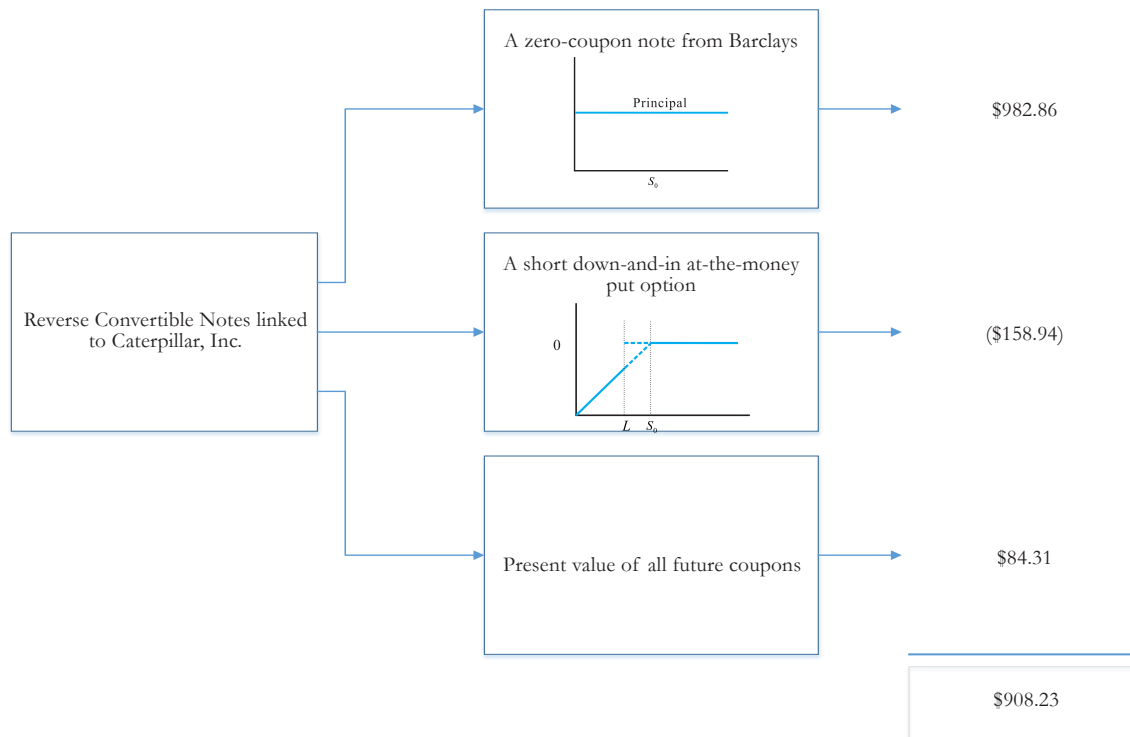 A zero-coupon note from Barclays
Principal
S₀
$982.86
Reverse Convertible Notes linked
to Caterpillar, Inc.
A short down-and-in at-the-money
put option
0
L S₀
($158.94)
Present value of all future coupons
$84.31
$908.23